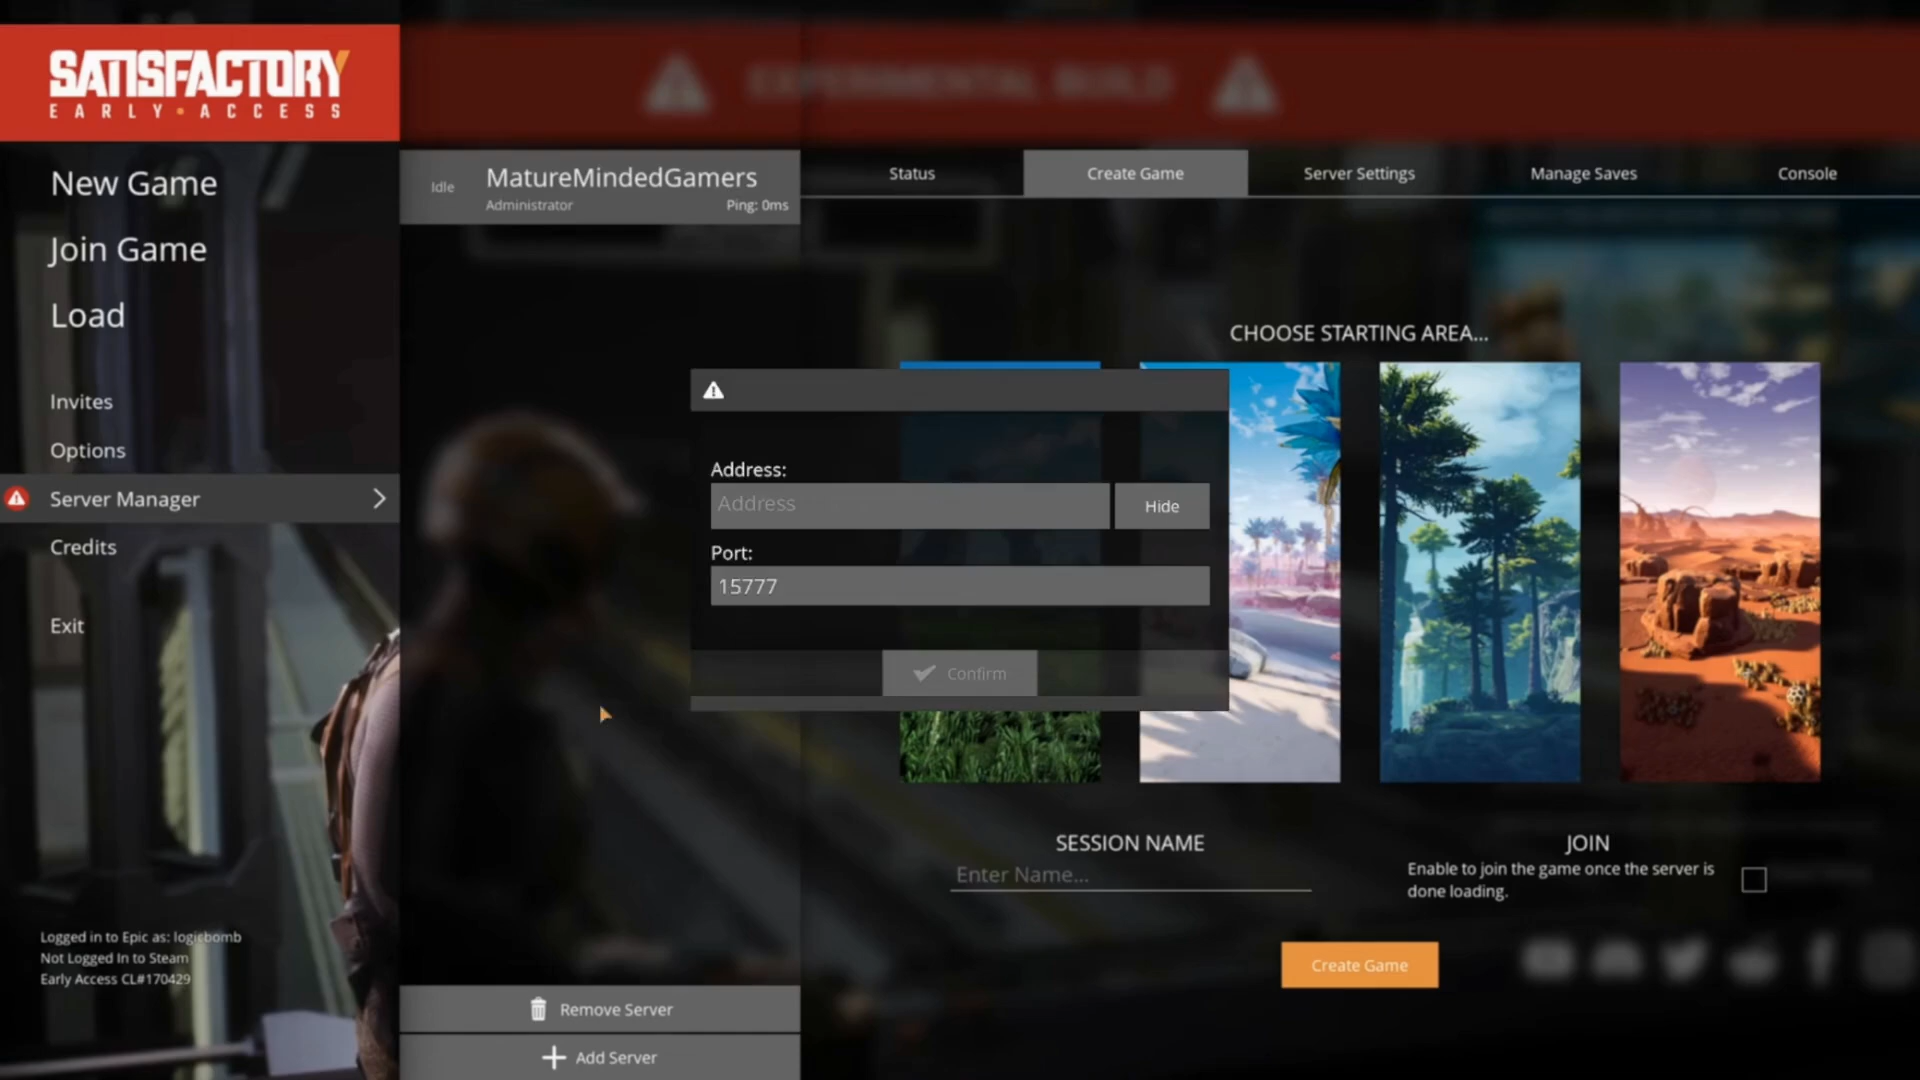 SATISFACTORY
EARLY•ACCESS
EXPERIMENTAL BUILD
New Game
Join Game
Load
Invites
Options
Server Manager
Credits
Exit
Logged in to Epic as: logicbomb
Not Logged In to Steam
Early Access CL#170429
Idle
MatureMindedGamers
Administrator
Ping: 0ms
Remove Server
Add Server
Status
Create Game
Server Settings
Manage Saves
Console
CHOOSE STARTING AREA...
Address:
Address
Hide
Port:
15777
Confirm
SESSION NAME
Enter Name...
JOIN
Enable to join the game once the server is
done loading.
Create Game